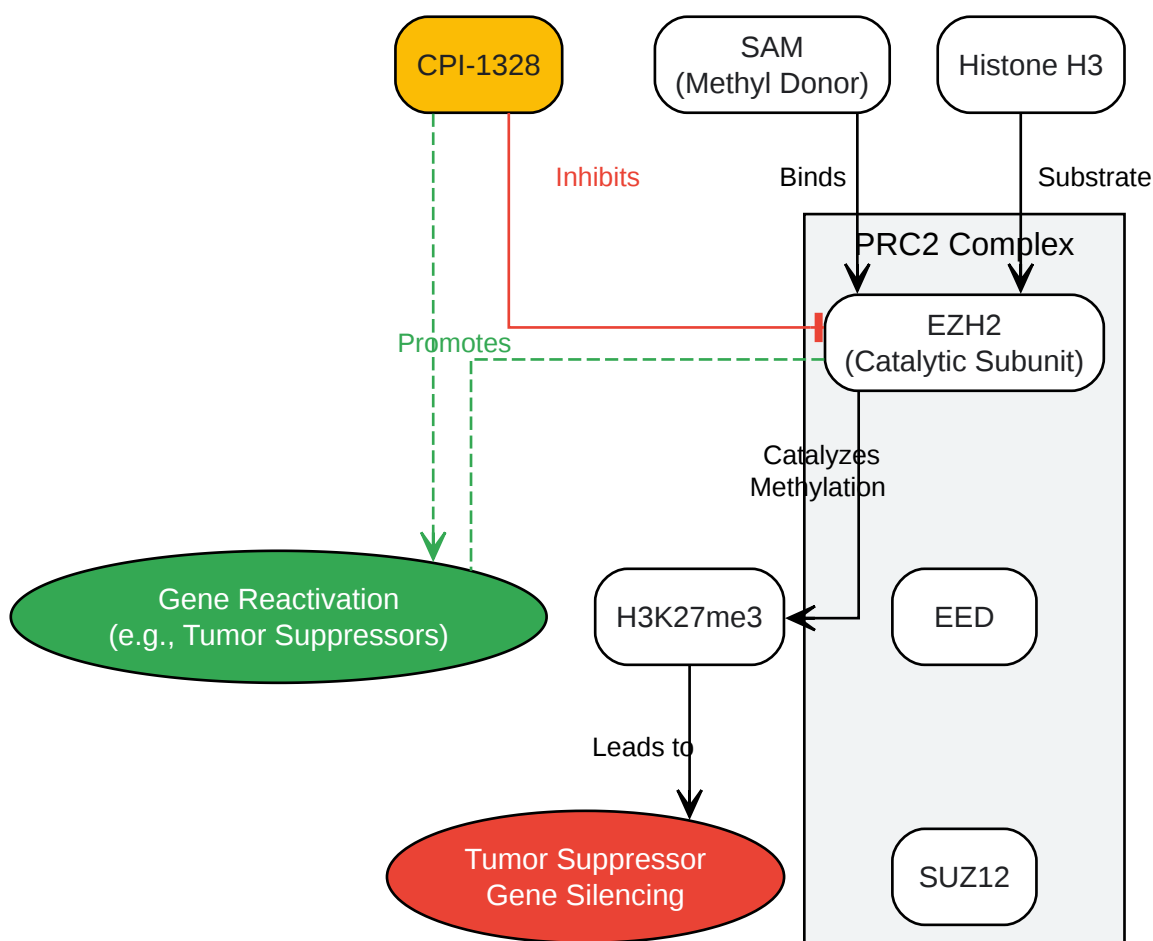 CPI-1328
SAM
(Methyl Donor)
Histone H3
Inhibits
Binds
Substrate
PRC2 Complex
EZH2
(Catalytic Subunit)
Promotes
Catalyzes
Methylation
Gene Reactivation
(e.g., Tumor Suppressors)
H3K27me3
EED
Leads to
Tumor Suppressor
Gene Silencing
SUZ12